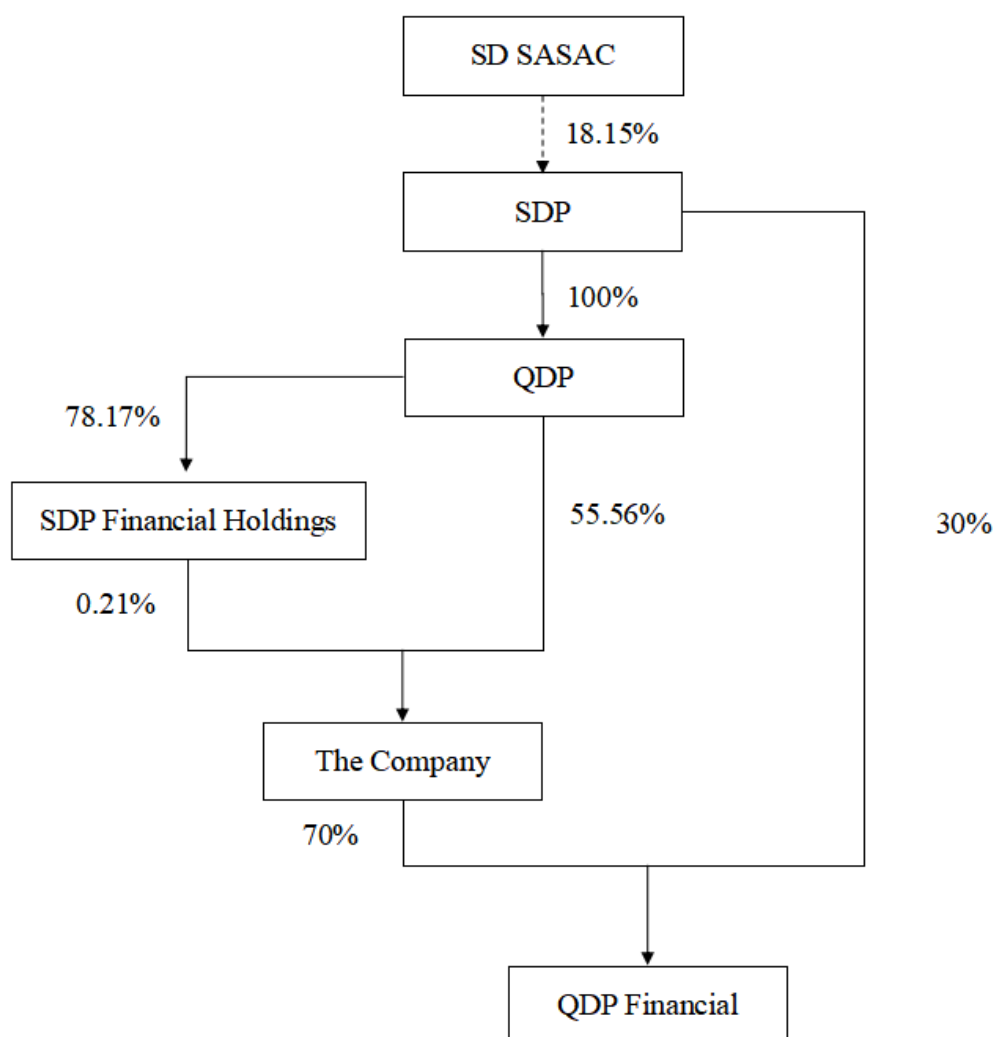 SD SASAC
18.15%
SDP
100%
QDP
78.17%
SDP Financial Holdings
55.56%
30%
0.21%
The Company
70%
QDP Financial